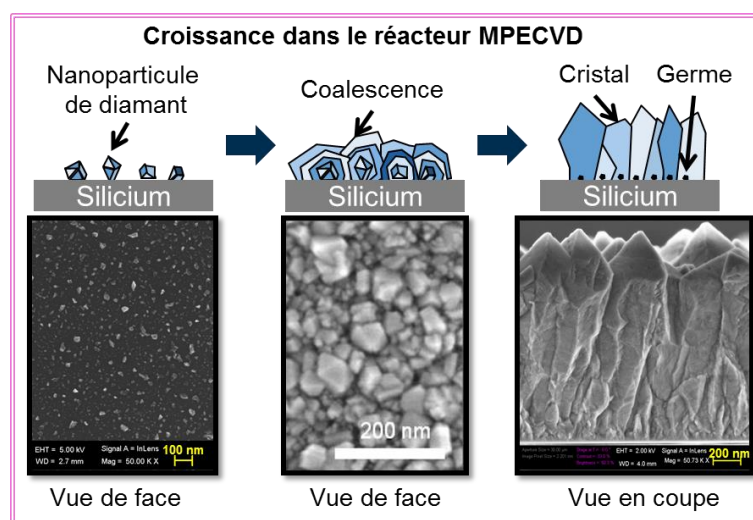 Croissance dans le réacteur MPECVD
Nanoparticule
de diamant
Coalescence
Cristal
Germe
Silicium
Silicium
Silicium
EHT = 5.00 kV
Signal A = InLens
100 nm
WD = 2.7 mm
Mag = 50.00 K X
200 nm
EHT = 2.00 kV
Signal A = InLens
200 nm
WD = 4.0 mm
Mag = 50.73 K X
Vue de face
Vue de face
Vue en coupe